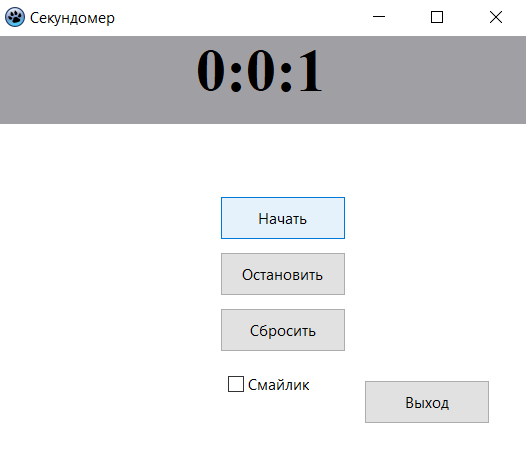 Секундомер
0:0:1
Начать
Остановить
Сбросить
Смайлик
Выход